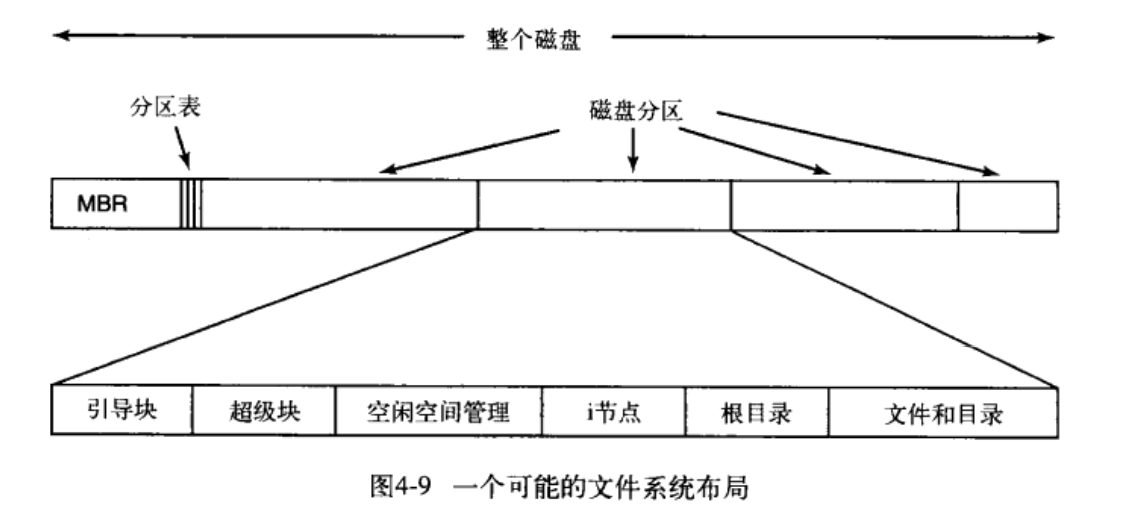 整个磁盘
分区表
磁盘分区
MBR
引导块
超级块
空闲空间管理
i节点
根目录
文件和目录
图4-9 一个可能的文件系统布局